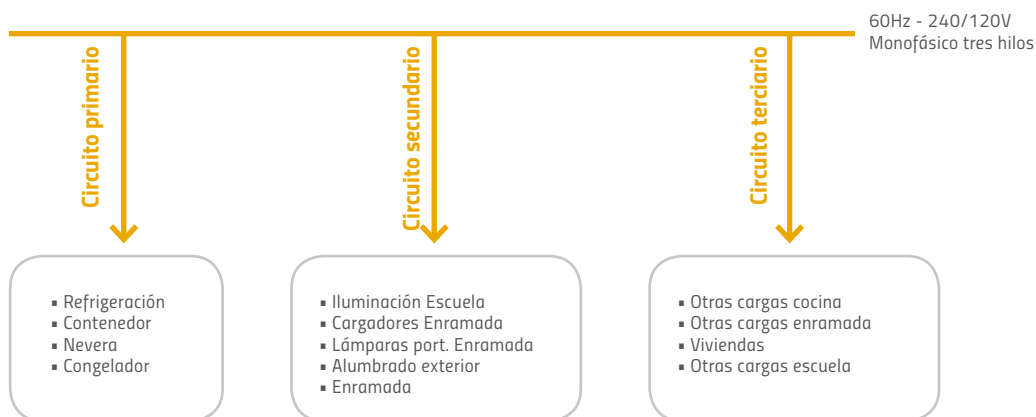 60Hz - 240/120V
Monofásico tres hilos
Circuito primario
Circuito secundario
Circuito terciario
▪ Refrigeración
▪ Contenedor
▪ Nevera
▪ Congelador
▪ Iluminación Escuela
▪ Cargadores Enramada
▪ Lámparas port. Enramada
▪ Alumbrado exterior
▪ Enramada
▪ Otras cargas cocina
▪ Otras cargas enramada
▪ Viviendas
▪ Otras cargas escuela